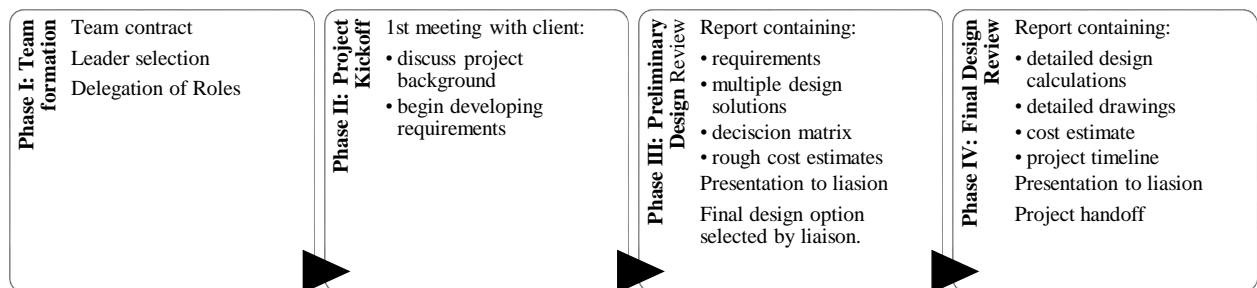 Phase I: Team
formation
Team contract
Leader selection
Delegation of Roles
Phase II: Project
Kickoff
1st meeting with client:
• discuss project
background
• begin developing
requirements
Phase III: Preliminary
Design Review
Report containing:
• requirements
• multiple design
solutions
• deciscion matrix
• rough cost estimates
Presentation to liasion
Final design option
selected by liaison.
Phase IV: Final Design
Review
Report containing:
• detailed design
calculations
• detailed drawings
• cost estimate
• project timeline
Presentation to liasion
Project handoff